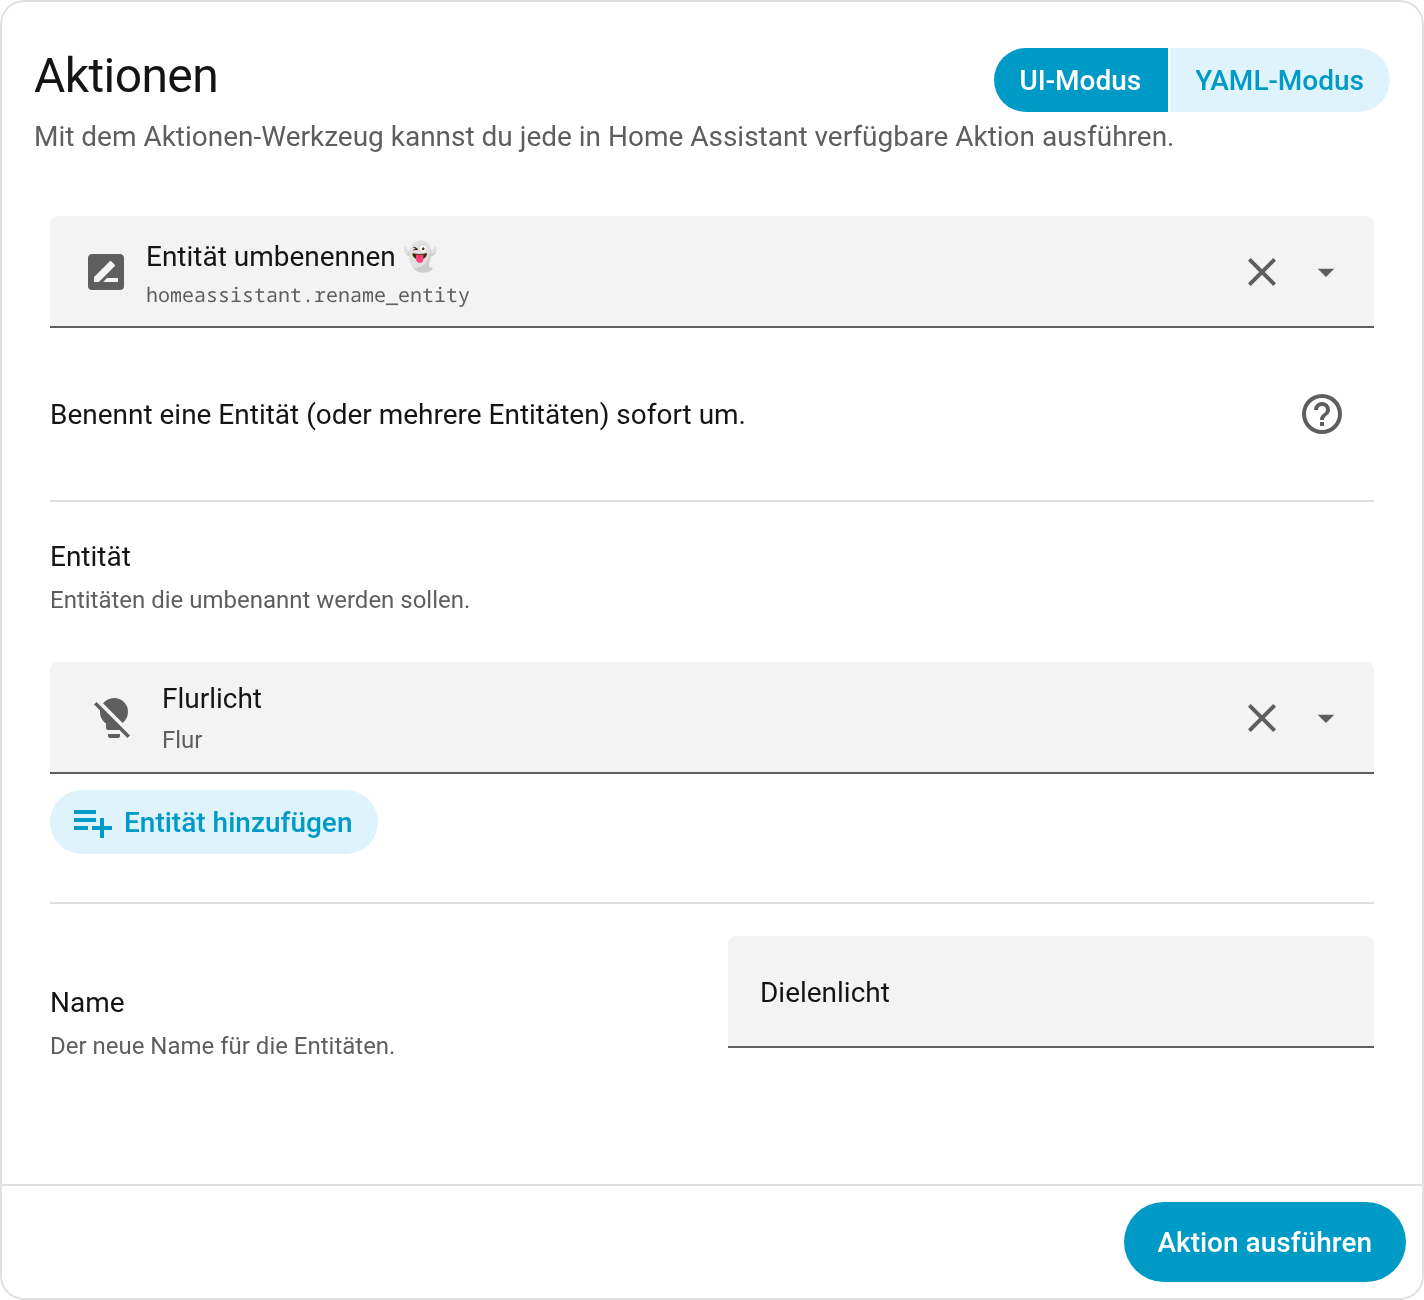 Aktionen
UI-Modus
YAML-Modus
Mit dem Aktionen-Werkzeug kannst du jede in Home Assistant verfügbare Aktion ausführen.
Entität umbenennen 👻
homeassistant.rename_entity
Benennt eine Entität (oder mehrere Entitäten) sofort um.
Entität
Entitäten die umbenannt werden sollen.
Flurlicht
Flur
Entität hinzufügen
Name
Der neue Name für die Entitäten.
Dielenlicht
Aktion ausführen